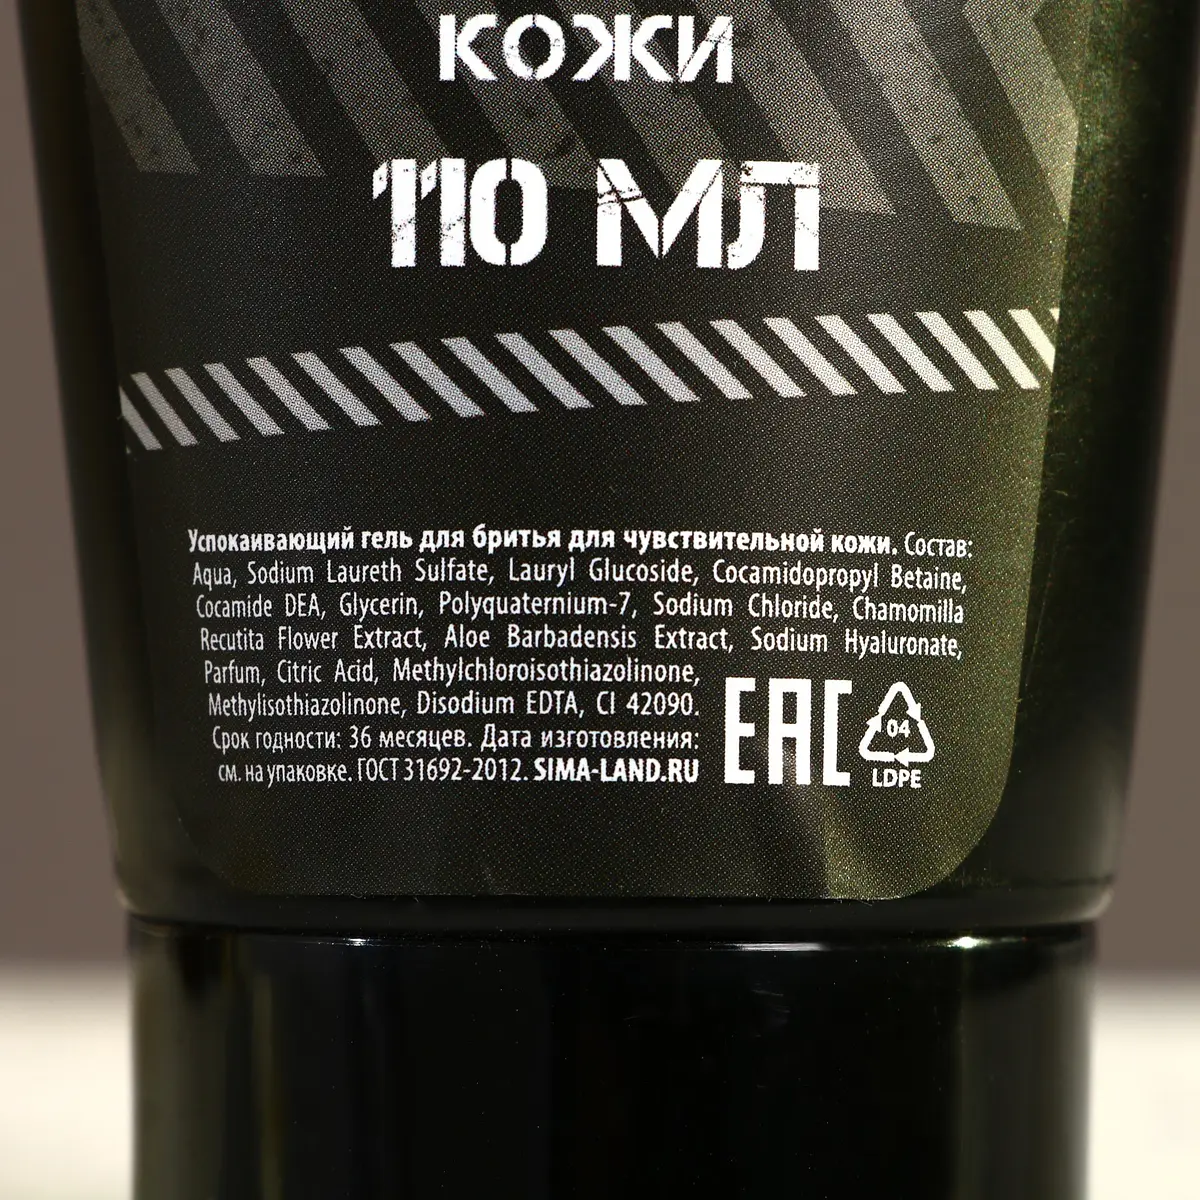 КОЖИ
110 МЛ
Успокаивающий гель для бритья для чувствительной кожи. Состав:
Aqua, Sodium Laureth Sulfate, Lauryl Glucoside, Cocamidopropyl Betaine,
Cocamide DEA, Glycerin, Polyquaternium-7, Sodium Chloride, Chamomilla
Recutita Flower Extract, Aloe Barbadensis Extract, Sodium Hyaluronate,
Parfum, Citric Acid, Methylchloroisothiazolinone,
Methylisothiazolinone, Disodium EDTA, CI 42090.
Срок годности: 36 месяцев. Дата изготовления:
см. на упаковке. ГОСТ 31692-2012. SIMA-LAND.RU
EAC
04
LDPE